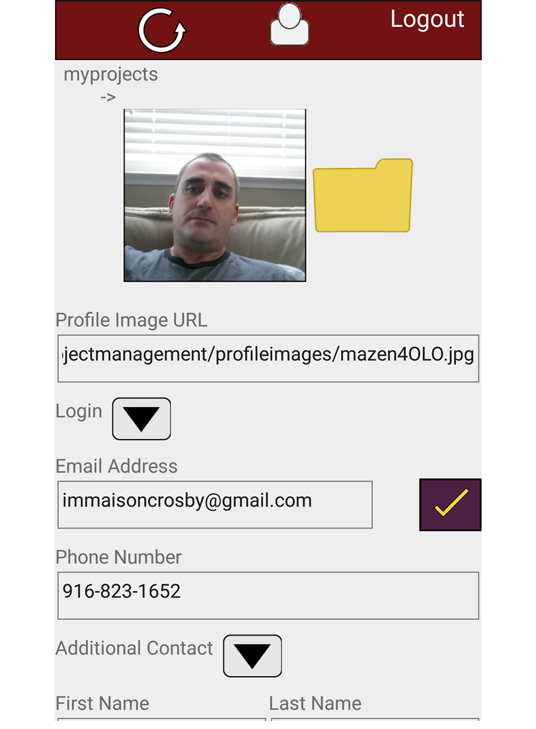 Logout
myprojects
->
Profile Image URL
jectmanagement/profileimages/mazen4OLO.jpg
Login
Email Address
immaisoncrosby@gmail.com
Phone Number
916-823-1652
Additional Contact
First Name
Last Name